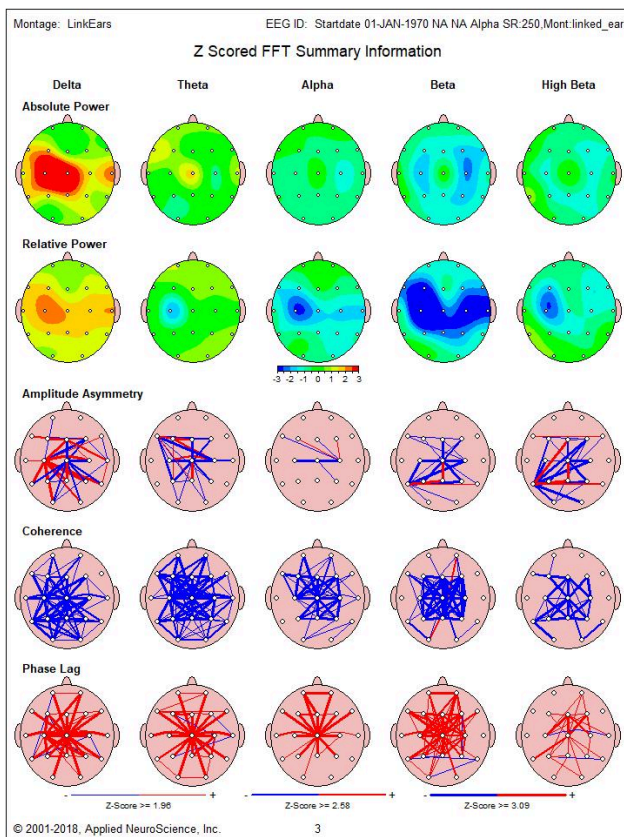 Montage: LinkEars EEG ID: Startdate 01-JAN-1970 NA NA Alpha SR:250,Mont:linked_ear
Z Scored FFT Summary Information
Delta Theta Alpha Beta High Beta
Absolute Power
Relative Power
-3 -2 -1 0 1 2 3
Amplitude Asymmetry
Coherence
Phase Lag
- + - + - +
Z-Score >= 1.96 Z-Score >= 2.58 Z-Score >= 3.09
© 2001-2018, Applied NeuroScience, Inc. 3